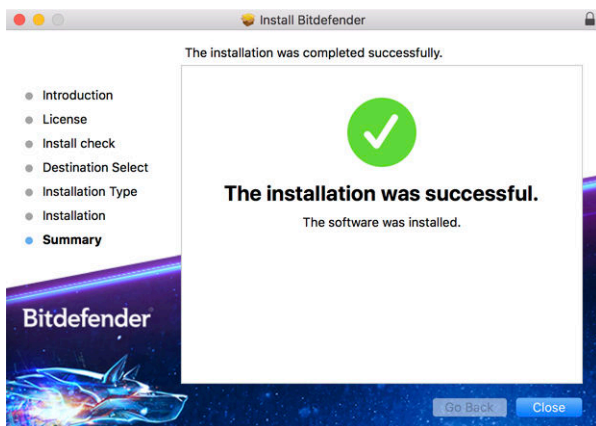 Install Bitdefender
The installation was completed successfully.
Introduction
License
Install check
Destination Select
Installation Type
Installation
Summary
The installation was successful.
The software was installed.
Bitdefender
Go Back
Close